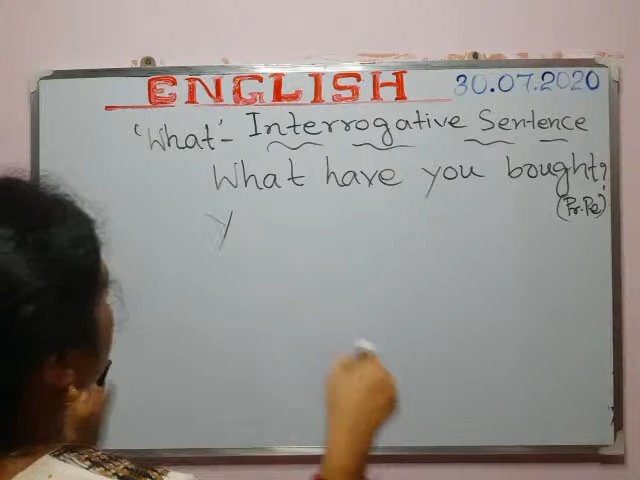 ENGLISH 30.07.2020
'What' - Interrogative Sentence
What have you bought?
(Pr.Pe)
y